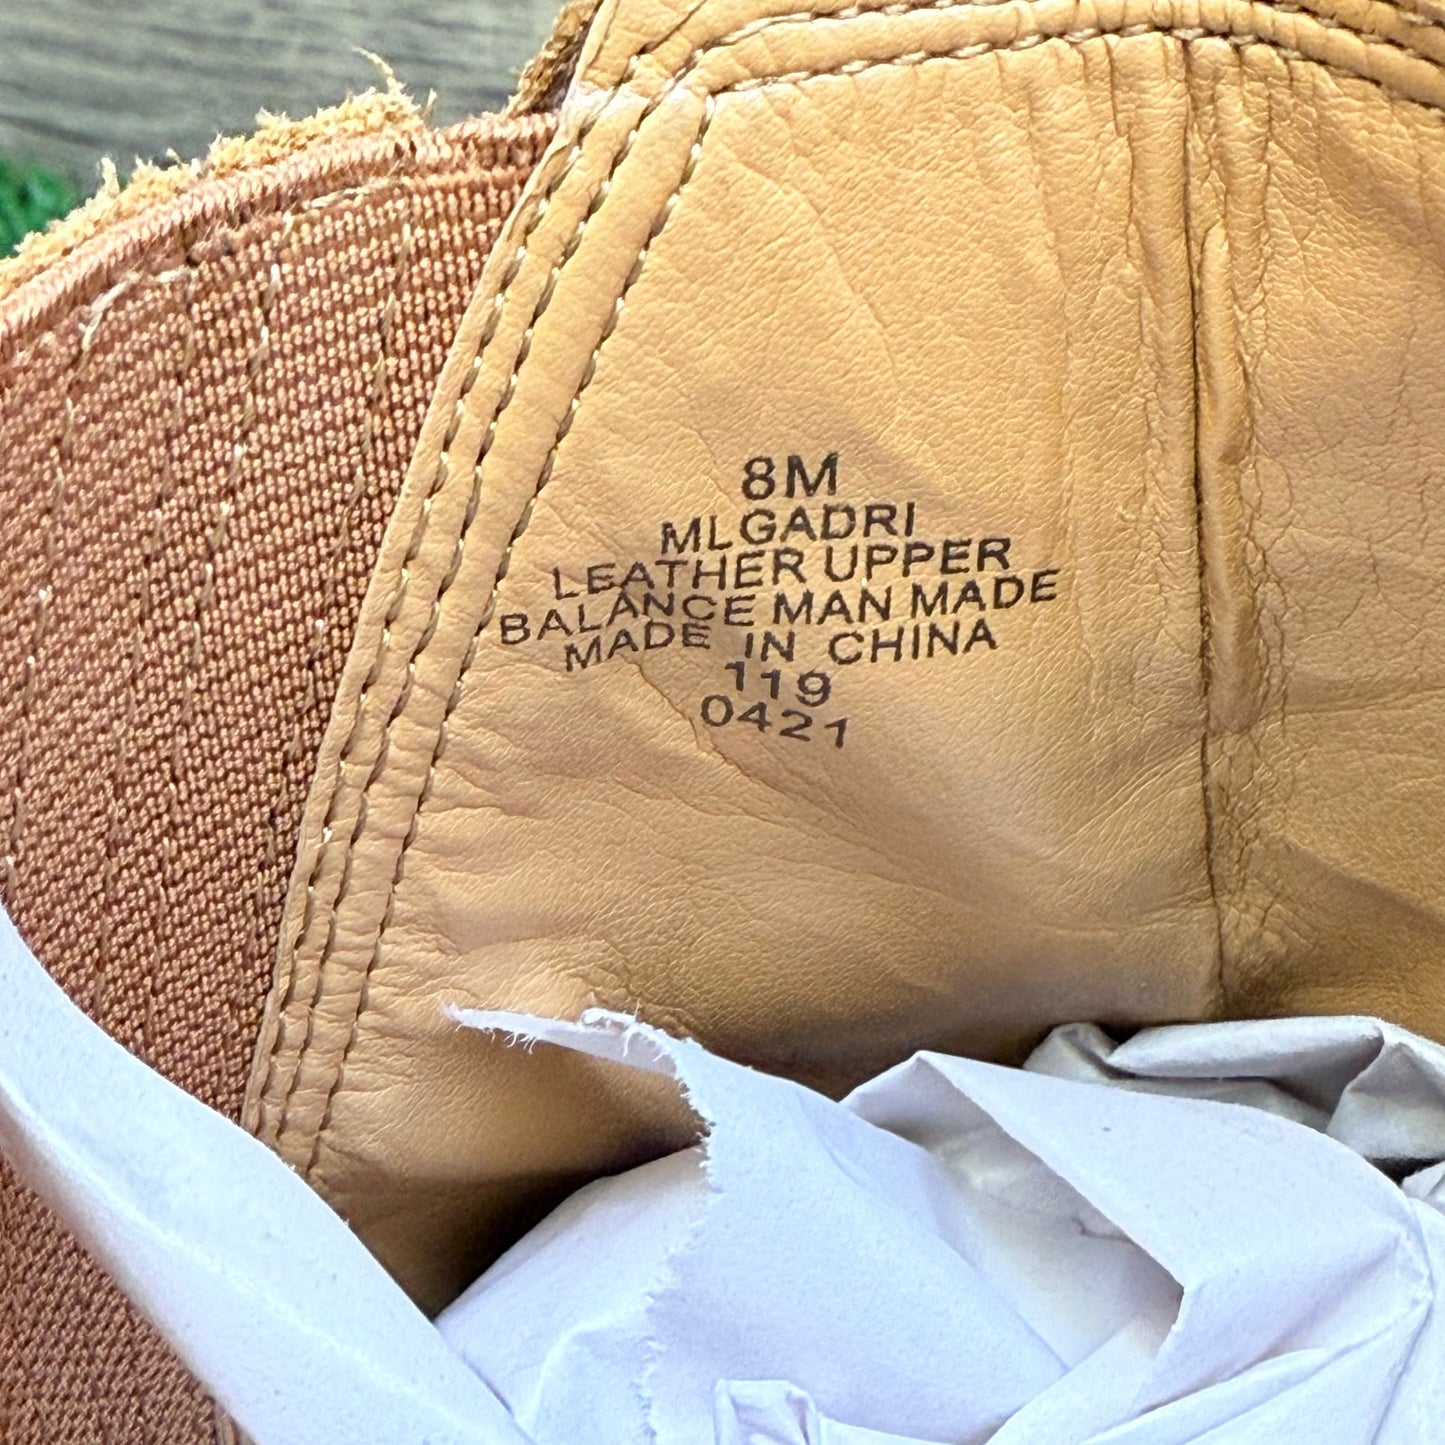 8M
MLGADRI
LEATHER UPPER
BALANCE MAN MADE
MADE IN CHINA
119
0421